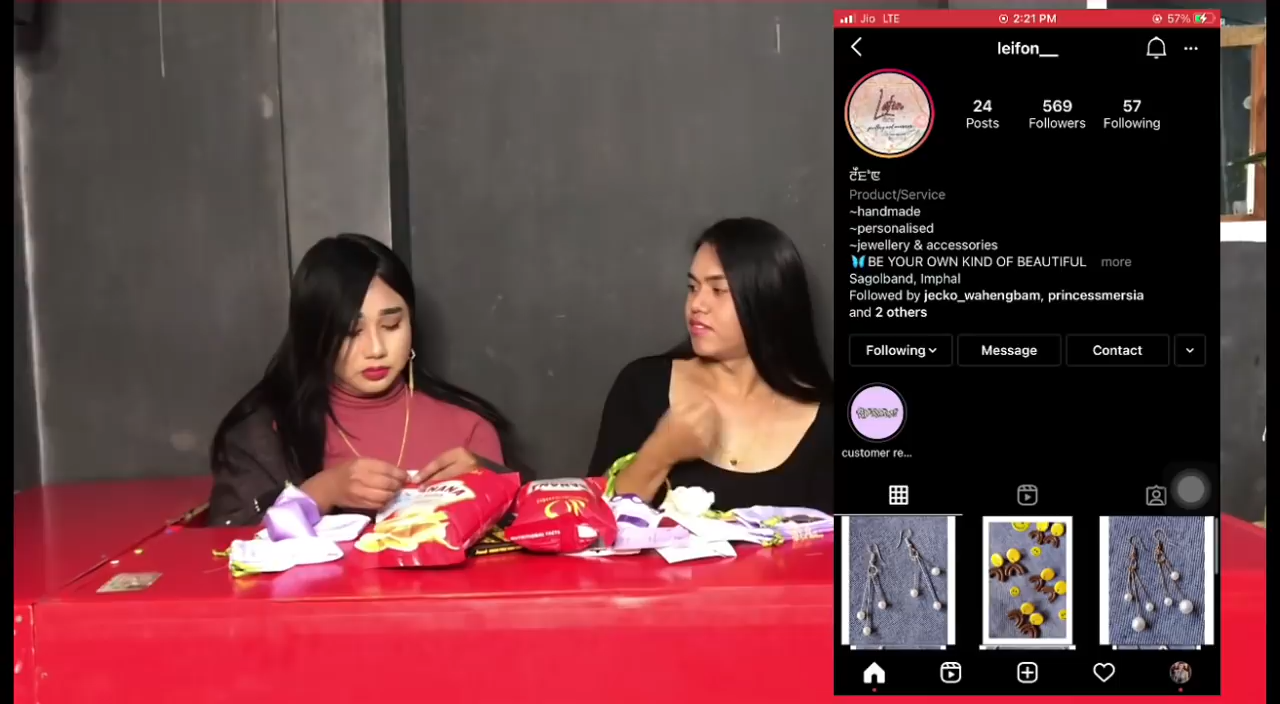 Jio LTE
2:21 PM
57%
leifon__
24
Posts
569
Followers
57
Following
Product/Service
~handmade
~personalised
~jewellery & accessories
🦋BE YOUR OWN KIND OF BEAUTIFUL more
Sagolband, Imphal
Followed by jecko_wahengbam, princessmersia
and 2 others
Following
Message
Contact
customer re...